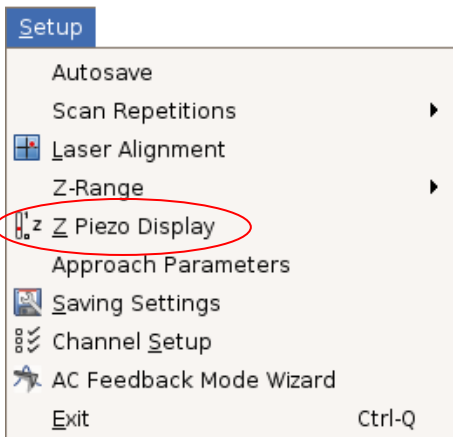 Setup
Autosave
Scan Repetitions
Laser Alignment
Z-Range
Z Piezo Display
Approach Parameters
Saving Settings
Channel Setup
AC Feedback Mode Wizard
Exit Ctrl-Q